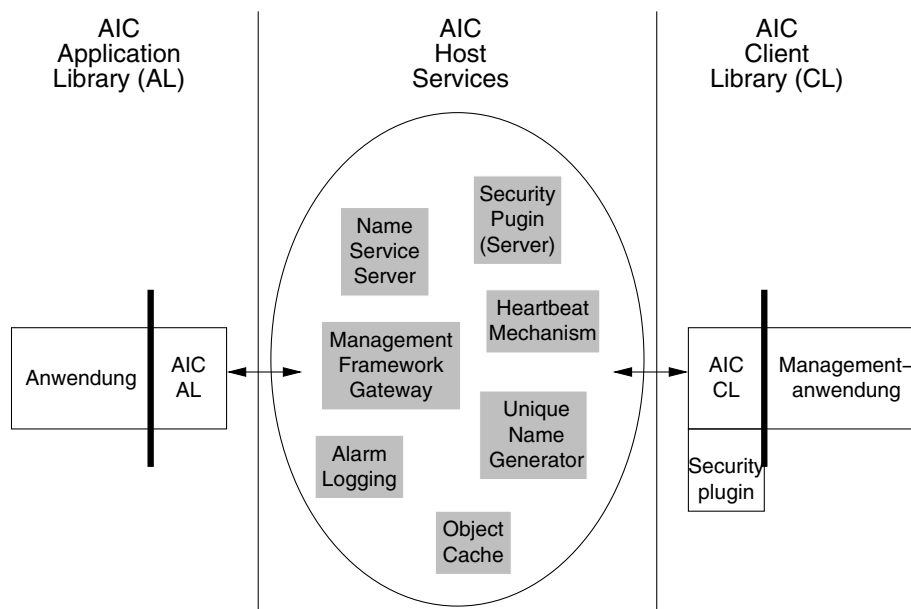 AIC
Application
Library (AL)
AIC
Host
Services
AIC
Client
Library (CL)
Name
Service
Server
Security
Pugin
(Server)
Heartbeat
Mechanism
Management
Framework
Gateway
Unique
Name
Generator
Alarm
Logging
Object
Cache
Anwendung
AIC
AL
AIC
CL
Management–
anwendung
Security
plugin